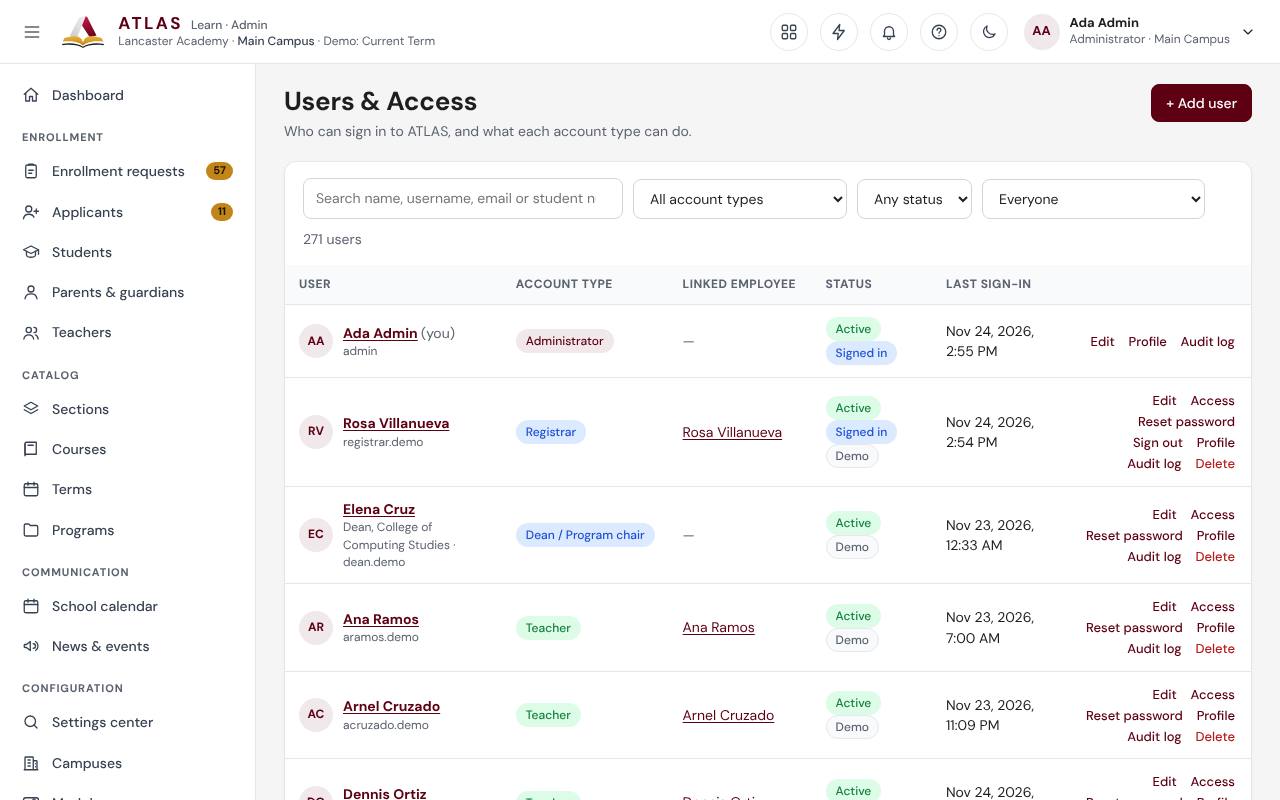 ATLAS Learn · Admin
Lancaster Academy · Main Campus · Demo: Current Term
AA
Ada Admin
Administrator · Main Campus
Dashboard
ENROLLMENT
Enrollment requests 57
Applicants 11
Students
Parents & guardians
Teachers
CATALOG
Sections
Courses
Terms
Programs
COMMUNICATION
School calendar
News & events
CONFIGURATION
Settings center
Campuses
Users & Access
Who can sign in to ATLAS, and what each account type can do.
+ Add user
Search name, username, email or student n
All account types
Any status
Everyone
271 users
USER ACCOUNT TYPE LINKED EMPLOYEE STATUS LAST SIGN-IN
AA
Ada Admin (you)
admin
Administrator
—
Active
Signed in
Nov 24, 2026,
2:55 PM
Edit Profile Audit log
RV
Rosa Villanueva
registrar.demo
Registrar
Rosa Villanueva
Active
Signed in
Demo
Nov 24, 2026,
2:54 PM
Edit Access
Reset password
Sign out Profile
Audit log Delete
EC
Elena Cruz
Dean, College of
Computing Studies ·
dean.demo
Dean / Program chair
—
Active
Demo
Nov 23, 2026,
12:33 AM
Edit Access
Reset password Profile
Audit log Delete
AR
Ana Ramos
aramos.demo
Teacher
Ana Ramos
Active
Demo
Nov 23, 2026,
7:00 AM
Edit Access
Reset password Profile
Audit log Delete
AC
Arnel Cruzado
acruzado.demo
Teacher
Arnel Cruzado
Active
Demo
Nov 23, 2026,
11:09 PM
Edit Access
Reset password Profile
Audit log Delete
Dennis Ortiz
Active
Nov 24, 2026,
Edit Access